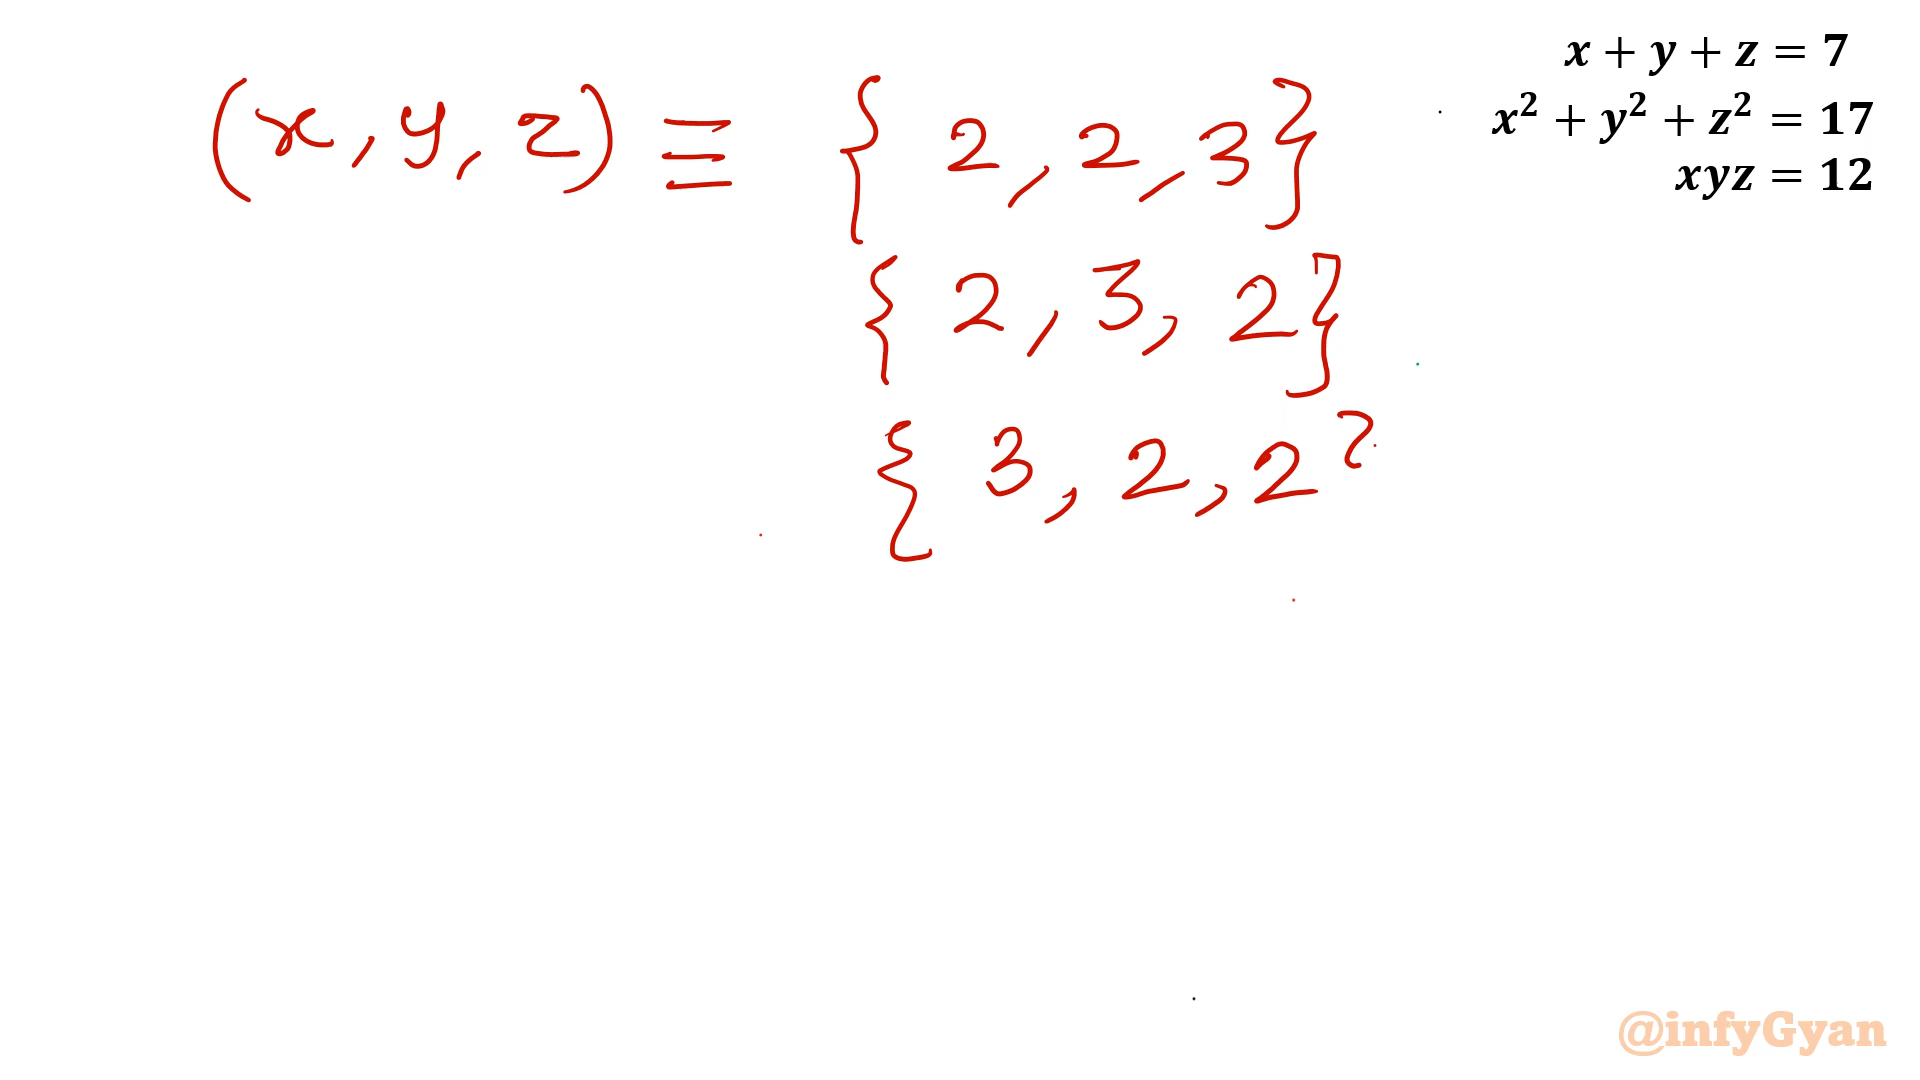 x + y + z = 7
x² + y² + z² = 17
xyz = 12
(x, y, z) ≡ {2, 2, 3}
{2, 3, 2}
{3, 2, 2
@infyGyan